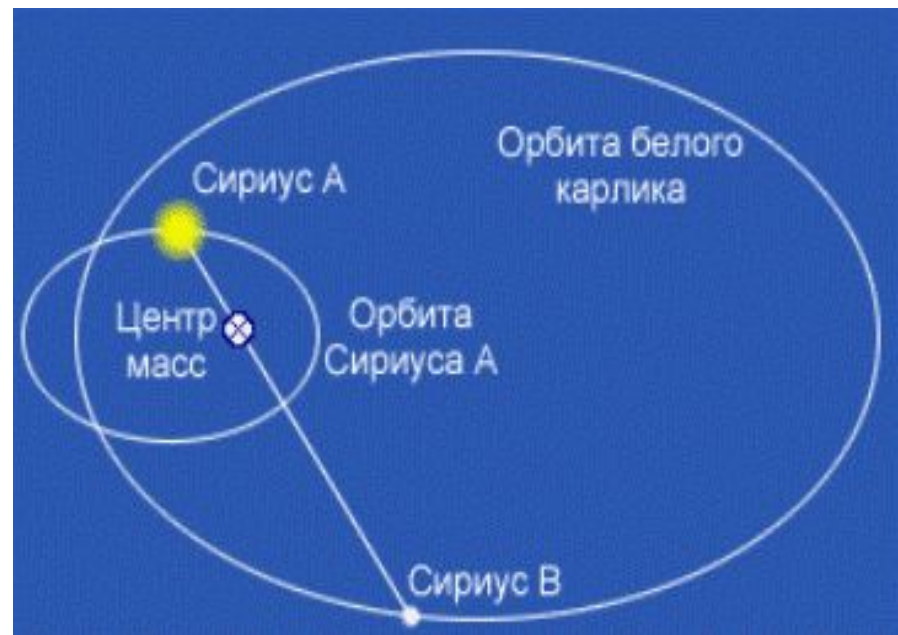 Орбита белого
карлика
Сириус А
Центр
масс
Орбита
Сириуса А
Сириус В